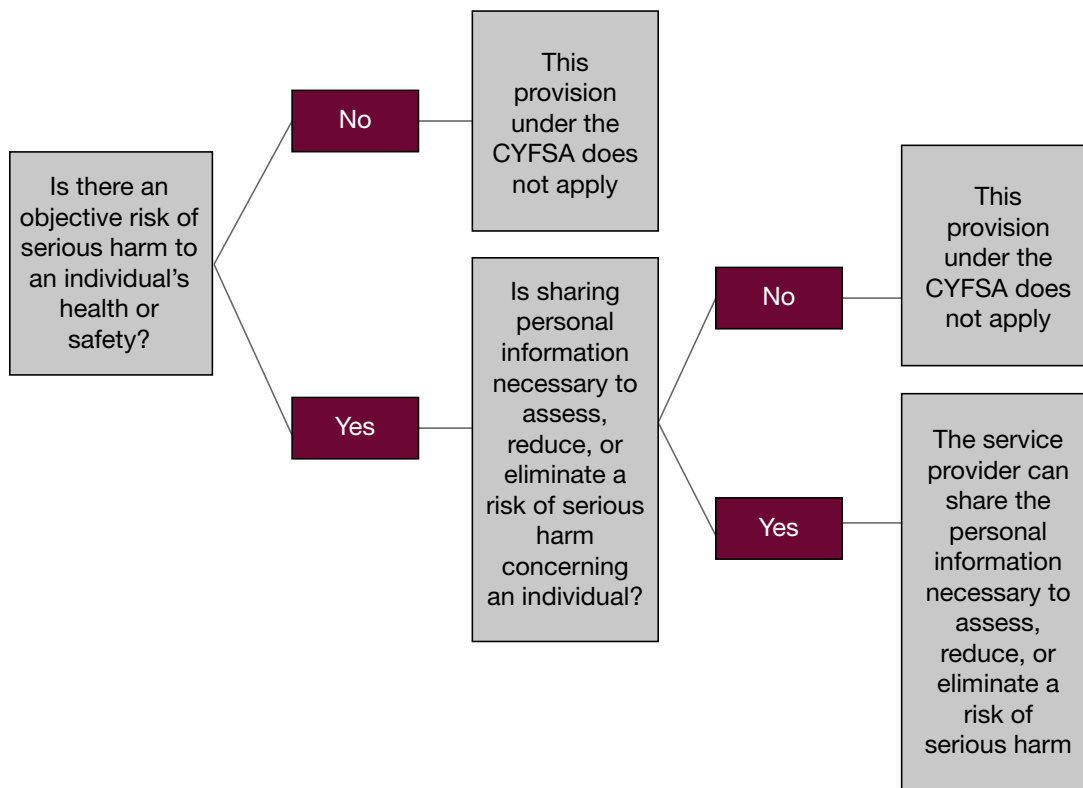 Is there an
objective risk of
serious harm to
an individual’s
health or
safety?
No
This
provision
under the
CYFSA does
not apply
Yes
Is sharing
personal
information
necessary to
assess,
reduce, or
eliminate a
risk of serious
harm
concerning
an individual?
No
This
provision
under the
CYFSA does
not apply
Yes
The service
provider can
share the
personal
information
necessary to
assess,
reduce, or
eliminate a
risk of
serious harm